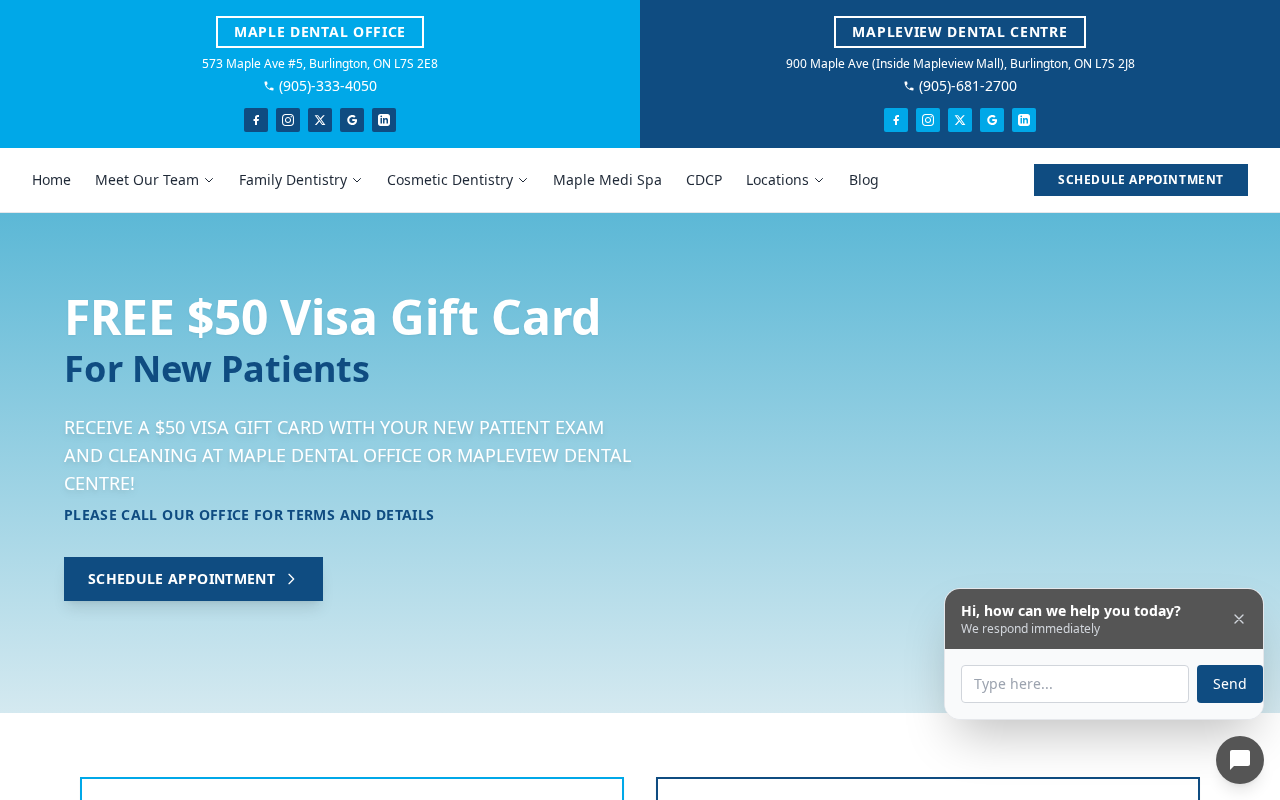 MAPLE DENTAL OFFICE
573 Maple Ave #5, Burlington, ON L7S 2E8
(905)-333-4050
MAPLEVIEW DENTAL CENTRE
900 Maple Ave (Inside Mapleview Mall), Burlington, ON L7S 2J8
(905)-681-2700
Home Meet Our Team Family Dentistry Cosmetic Dentistry Maple Medi Spa CDCP Locations Blog SCHEDULE APPOINTMENT
FREE $50 Visa Gift Card
For New Patients
RECEIVE A $50 VISA GIFT CARD WITH YOUR NEW PATIENT EXAM
AND CLEANING AT MAPLE DENTAL OFFICE OR MAPLEVIEW DENTAL
CENTRE!
PLEASE CALL OUR OFFICE FOR TERMS AND DETAILS
SCHEDULE APPOINTMENT
Hi, how can we help you today?
We respond immediately
Type here...
Send